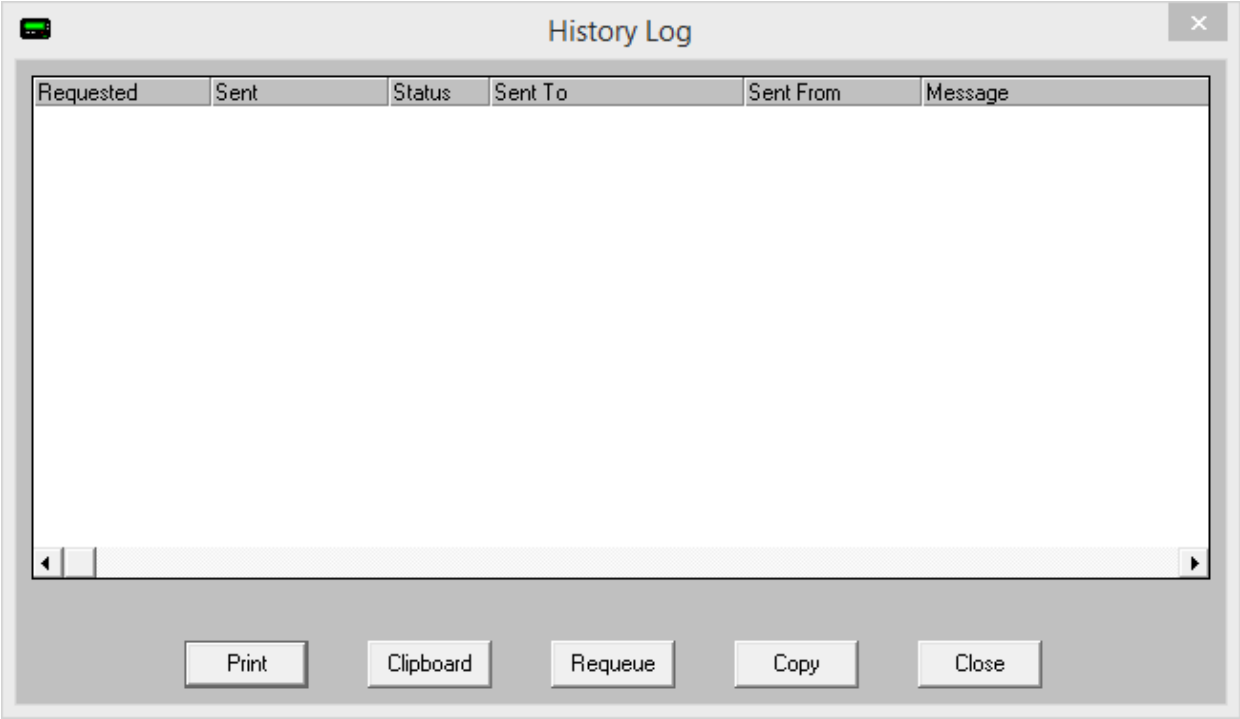 History Log
Requested Sent Status Sent To Sent From Message
Print Clipboard Requeue Copy Close